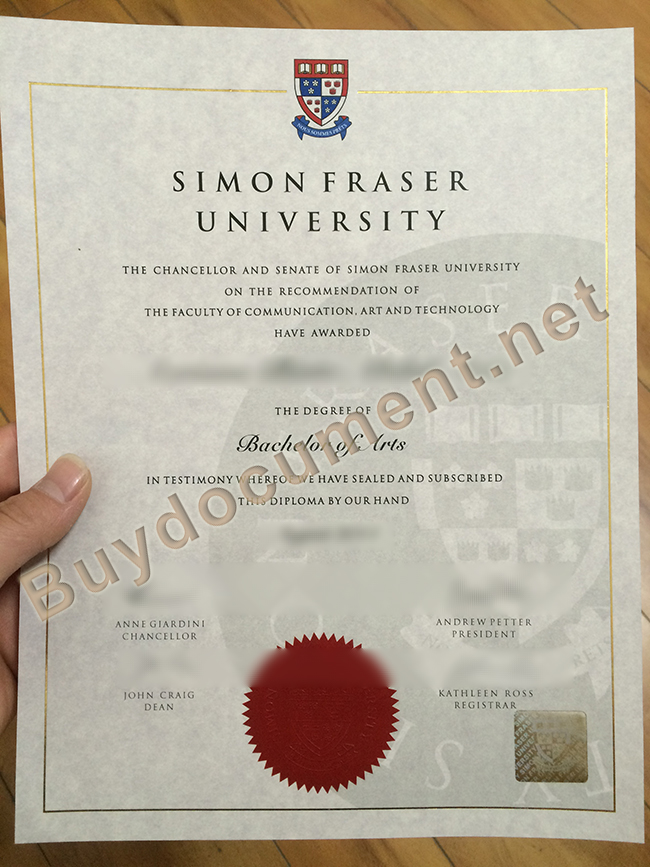 NOUS SOMMES PRÊTS
SIMON FRASER
UNIVERSITY
THE CHANCELLOR AND SENATE OF SIMON FRASER UNIVERSITY
ON THE RECOMMENDATION OF
THE FACULTY OF COMMUNICATION, ART AND TECHNOLOGY
HAVE AWARDED
THE DEGREE OF
Bachelor of Arts
IN TESTIMONY WHEREOF WE HAVE SEALED AND SUBSCRIBED
THIS DIPLOMA BY OUR HAND
Buydocument.net
ANNE GIARDINI
CHANCELLOR
ANDREW PETTER
PRESIDENT
JOHN CRAIG
DEAN
KATHLEEN ROSS
REGISTRAR